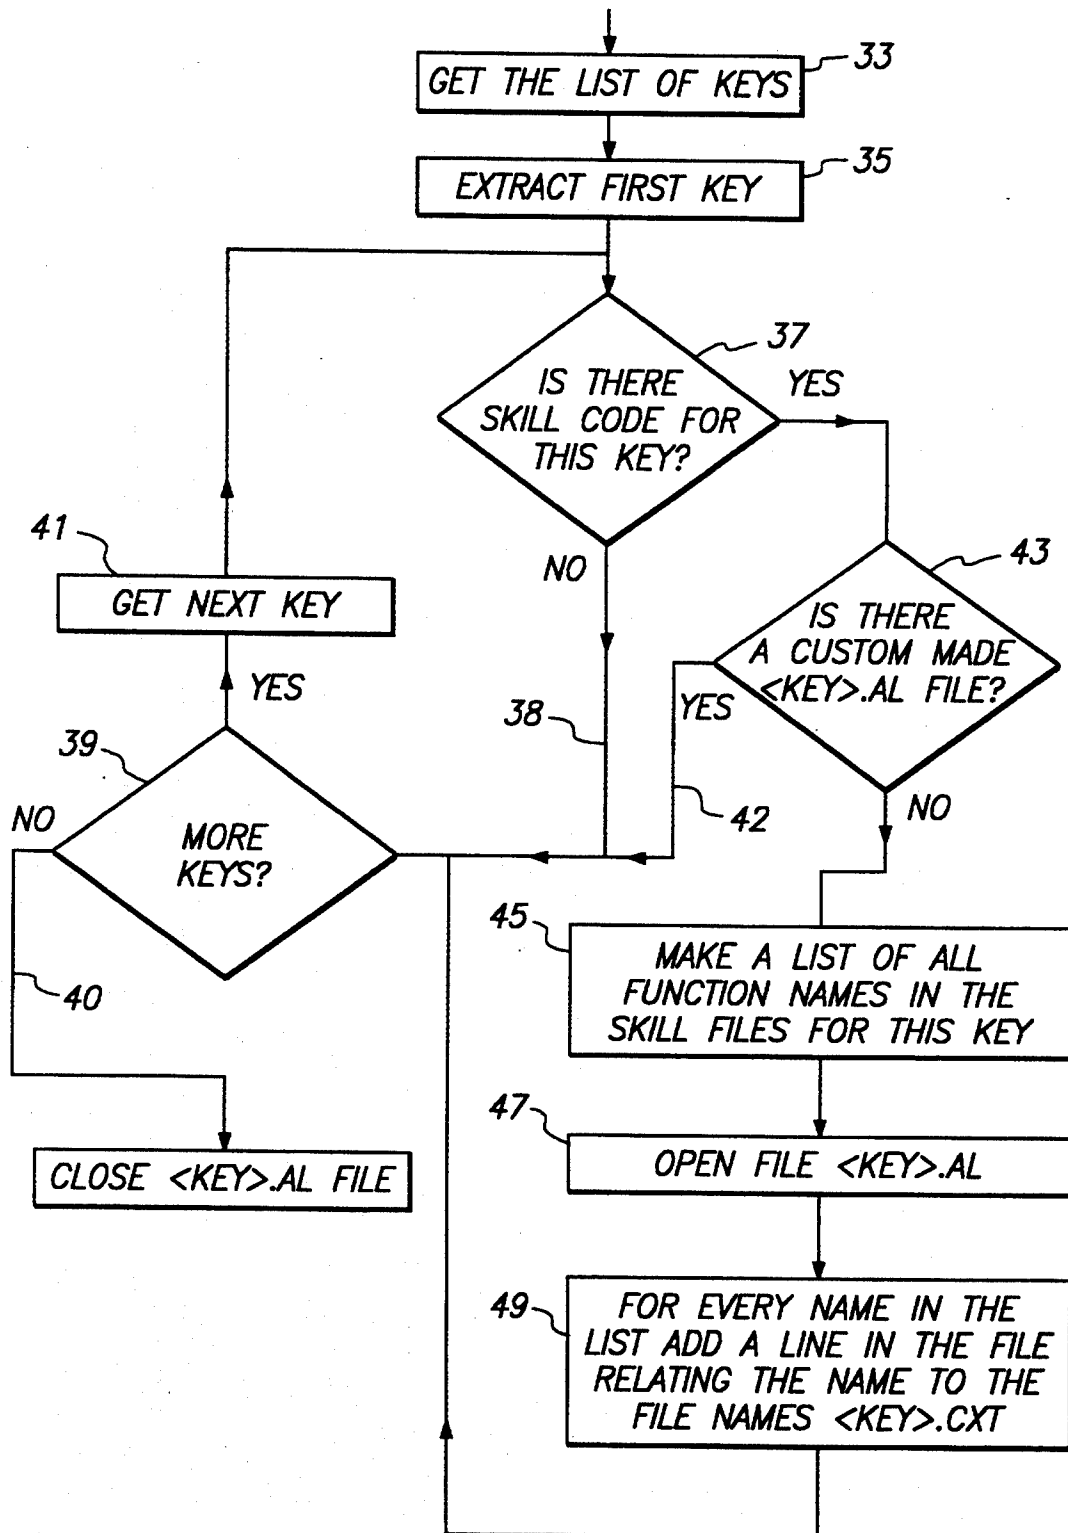 33
GET THE LIST OF KEYS
35
EXTRACT FIRST KEY
37
IS THERE
SKILL CODE FOR
THIS KEY?
YES
NO
41
GET NEXT KEY
43
IS THERE
A CUSTOM MADE
<KEY>.AL FILE?
YES
YES
38
39
NO
MORE
KEYS?
42
NO
40
45
MAKE A LIST OF ALL
FUNCTION NAMES IN THE
SKILL FILES FOR THIS KEY
47
OPEN FILE <KEY>.AL
CLOSE <KEY>.AL FILE
49
FOR EVERY NAME IN THE
LIST ADD A LINE IN THE FILE
RELATING THE NAME TO THE
FILE NAMES <KEY>.CXT